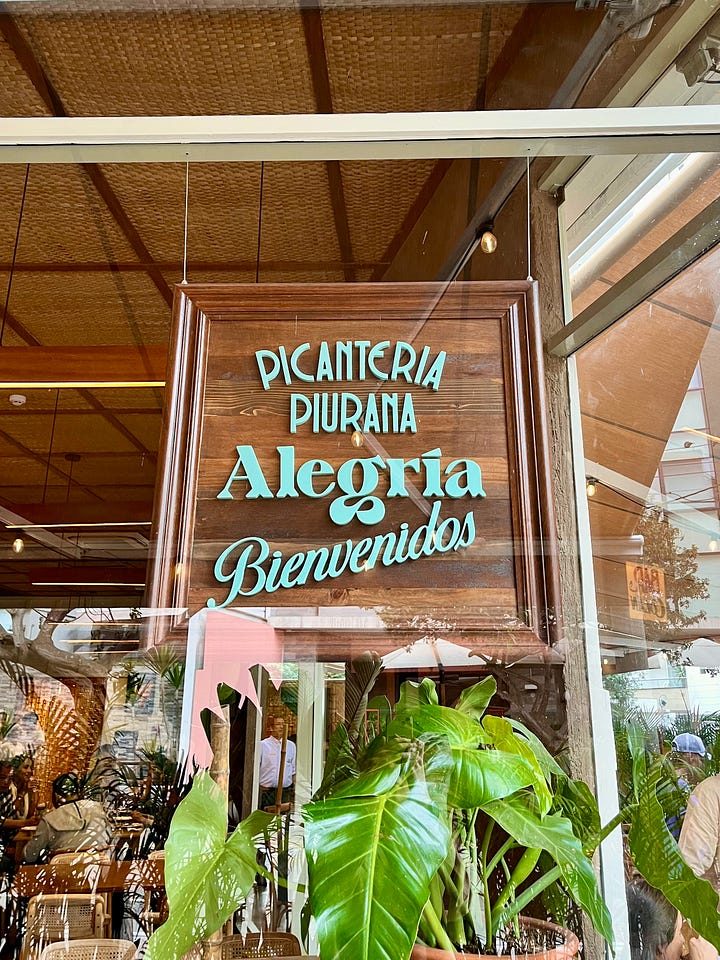 PICANTERIA
PIURANA
Alegría
Bienvenidos